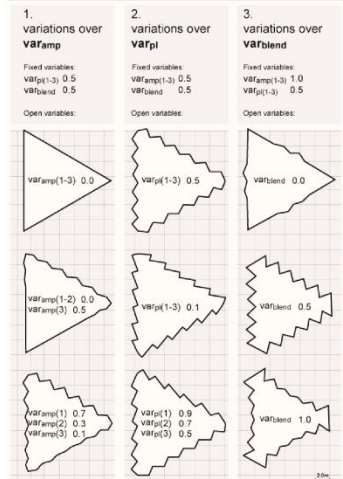 1.
variations over
varamp
Fixed variables:
varpl(1-3) 0.5
varblend 0.5
Open variables:
varamp(1-3) 0.0
varamp(1-2) 0.0
varamp(3) 0.5
varamp(1) 0.7
varamp(2) 0.3
varamp(3) 0.1
2.
variations over
varpl
Fixed variables:
varamp(1-3) 0.5
varblend 0.5
Open variables:
varpl(1-3) 0.5
varpl(1-3) 0.1
varpl(1) 0.9
varpl(2) 0.7
varpl(3) 0.5
3.
variations over
varblend
Fixed variables:
varamp(1-3) 1.0
varpl(1-3) 0.5
Open variables:
varblend 0.0
varblend 0.5
varblend 1.0